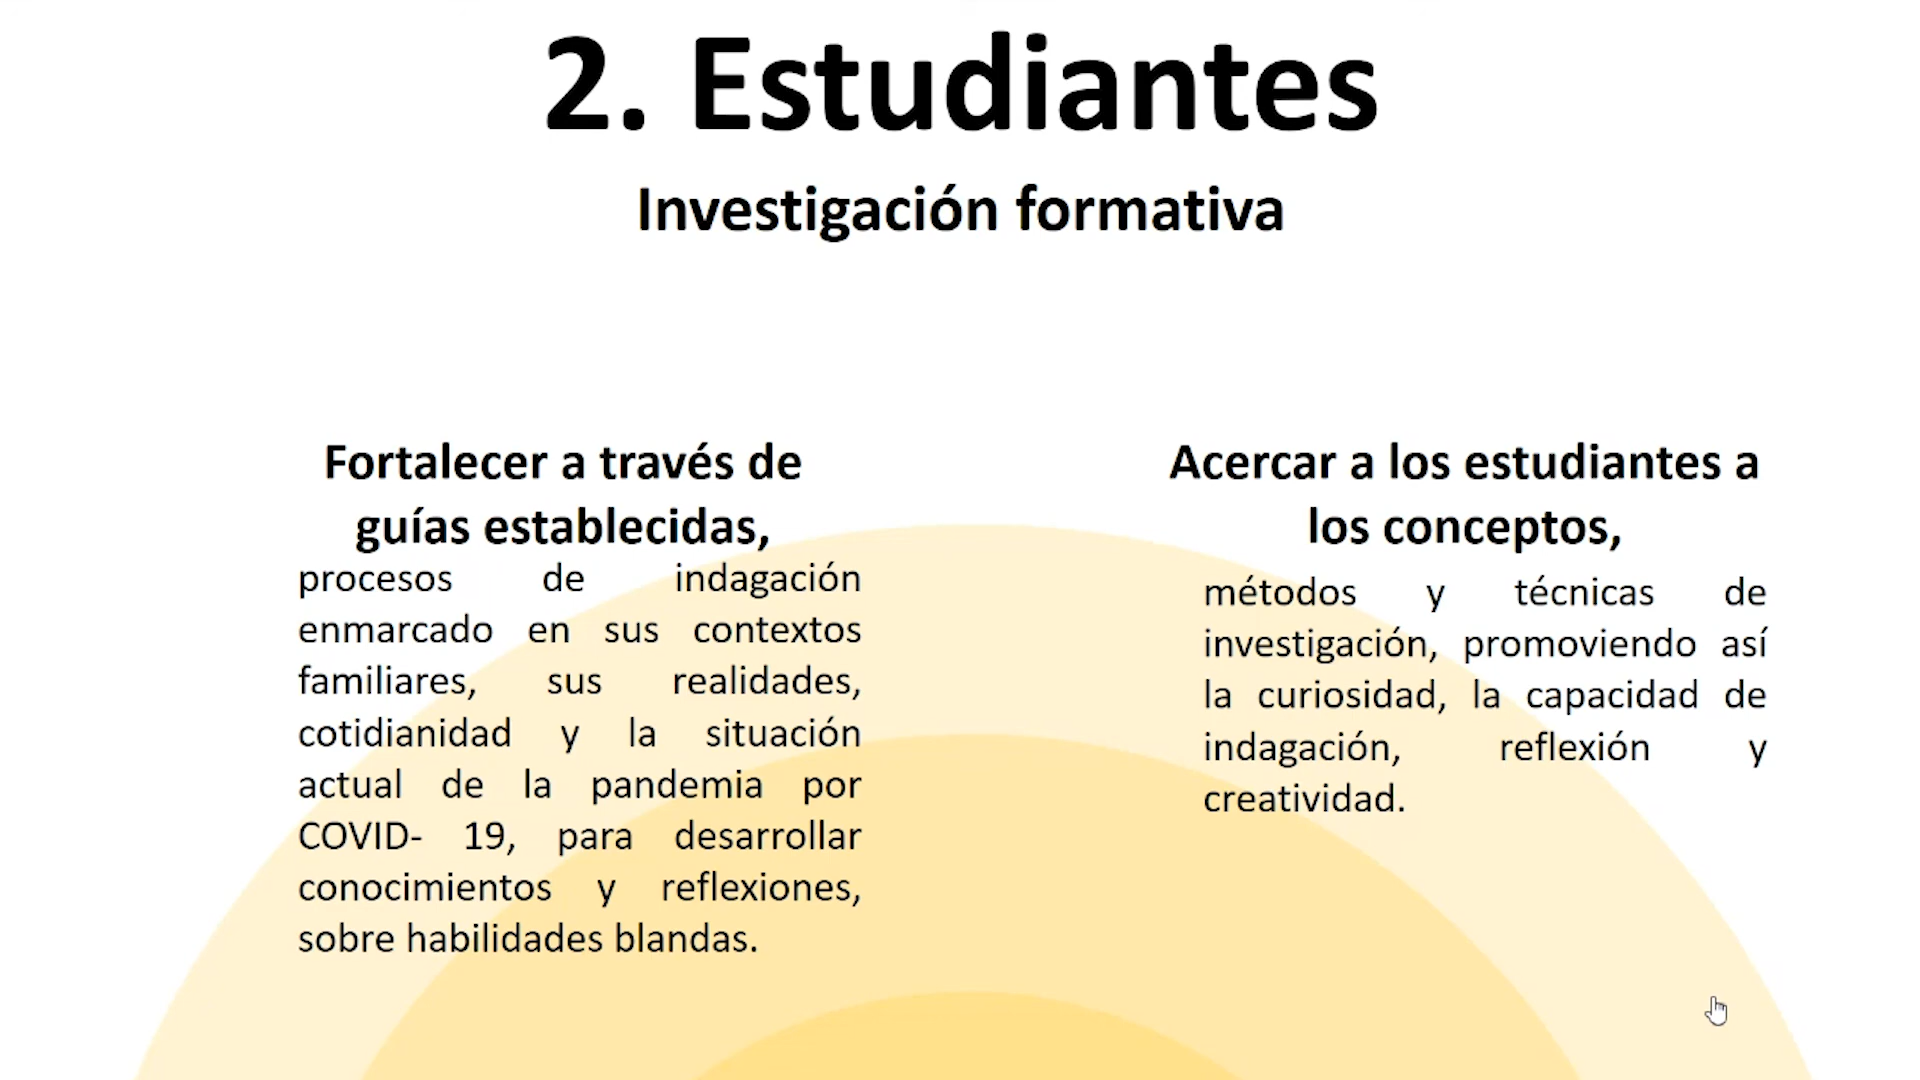 2. Estudiantes
Investigación formativa
Fortalecer a través de
guías establecidas,
procesos de indagación
enmarcado en sus contextos
familiares, sus realidades,
cotidianidad y la situación
actual de la pandemia por
COVID- 19, para desarrollar
conocimientos y reflexiones,
sobre habilidades blandas.
Acercar a los estudiantes a
los conceptos,
métodos y técnicas de
investigación, promoviendo así
la curiosidad, la capacidad de
indagación, reflexión y
creatividad.